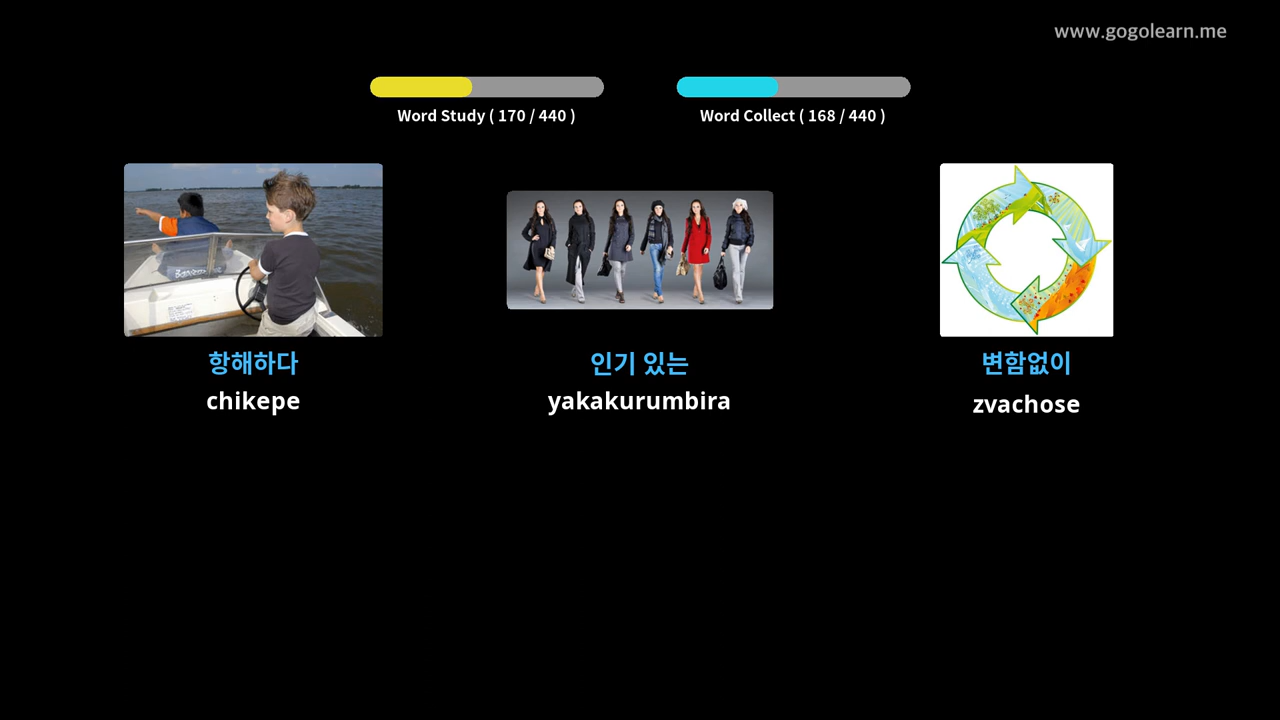 www.gogolearn.me
Word Study ( 170 / 440 )
Word Collect ( 168 / 440 )
항해하다
인기 있는
변함없이
chikepe
yakakurumbira
zvachose